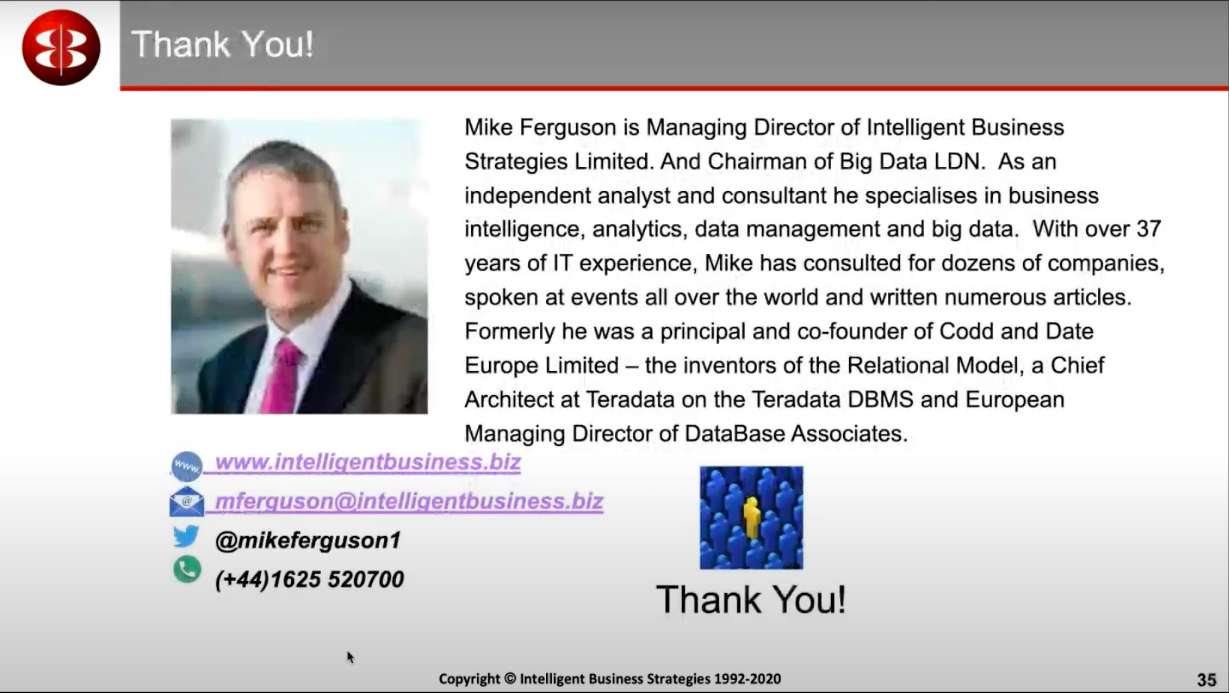 Thank You!
Mike Ferguson is Managing Director of Intelligent Business
Strategies Limited. And Chairman of Big Data LDN. As an
independent analyst and consultant he specialises in business
intelligence, analytics, data management and big data. With over 37
years of IT experience, Mike has consulted for dozens of companies,
spoken at events all over the world and written numerous articles.
Formerly he was a principal and co-founder of Codd and Date
Europe Limited – the inventors of the Relational Model, a Chief
Architect at Teradata on the Teradata DBMS and European
Managing Director of DataBase Associates.
www. www.intelligentbusiness.biz
@ mferguson@intelligentbusiness.biz
@mikeferguson1
(+44)1625 520700
Thank You!
Copyright © Intelligent Business Strategies 1992-2020
35